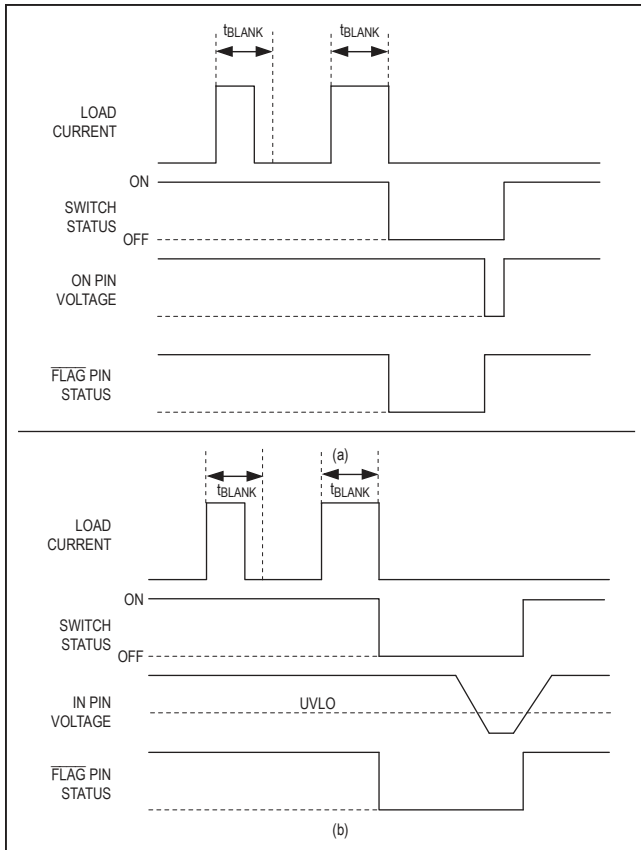 tBLANK tBLANK
LOAD
CURRENT
ON
SWITCH
STATUS
OFF
ON PIN
VOLTAGE
FLAG PIN
STATUS
(a)
tBLANK tBLANK
LOAD
CURRENT
ON
SWITCH
STATUS
OFF
IN PIN
VOLTAGE
UVLO
FLAG PIN
STATUS
(b)